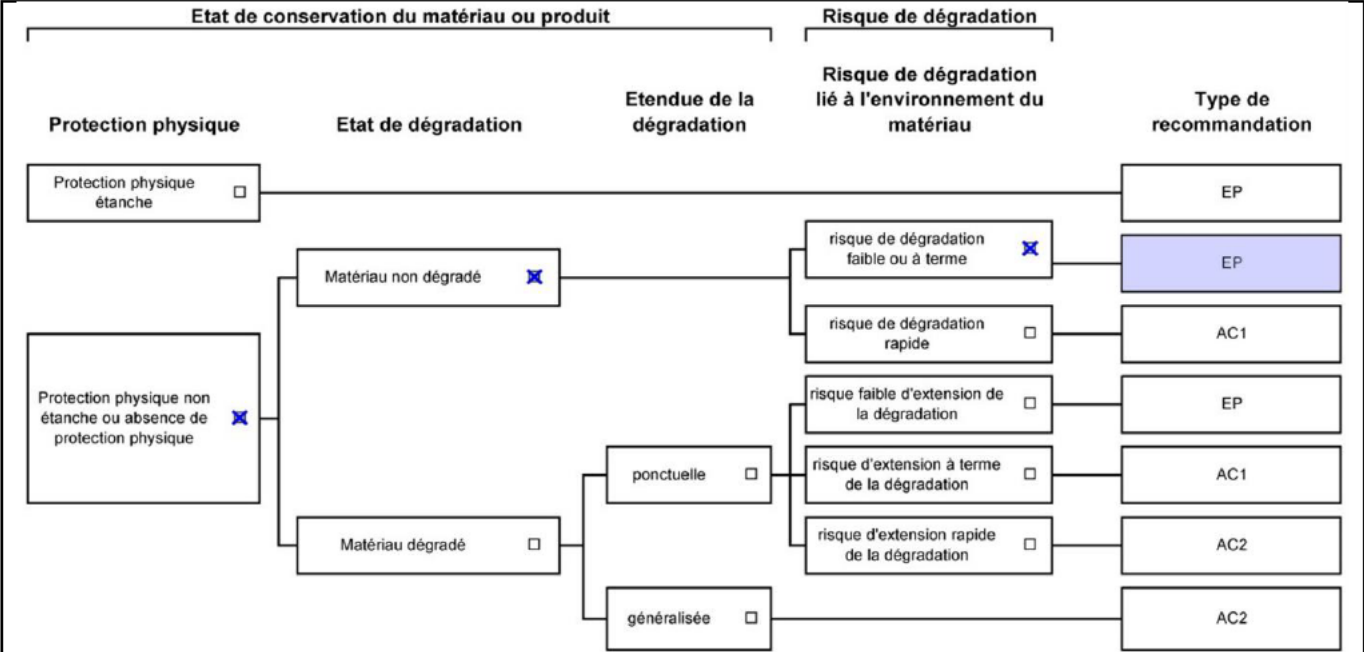 Etat de conservation du matériau ou produit
Risque de dégradation
Protection physique
Etat de dégradation
Etendue de la
dégradation
Risque de dégradation
lié à l'environnement du
matériau
Type de
recommandation
Protection physique
étanche
EP
risque de dégradation
faible ou à terme
EP
Matériau non dégradé
risque de dégradation
rapide
AC1
Protection physique non
étanche ou absence de
protection physique
risque faible d'extension de
la dégradation
EP
ponctuelle
risque d'extension à terme
de la dégradation
AC1
Matériau dégradé
risque d'extension rapide
de la dégradation
AC2
généralisée
AC2